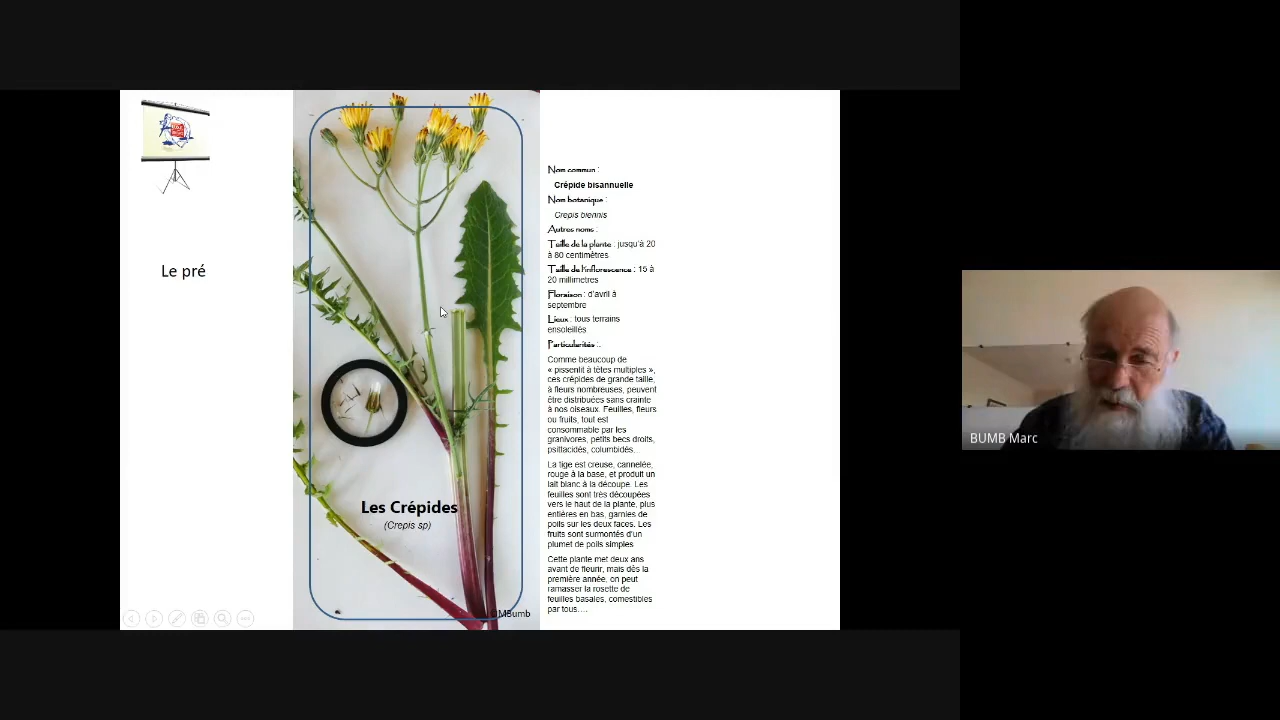 Le pré
Les Crépides
(Crepis sp)
©MBumb
Nom commun :
Crépide bisannuelle
Nom botanique :
Crepis biennis
Autres noms :
Taille de la plante : jusqu'à 20
à 80 centimètres
Taille de l'inflorescence : 15 à
20 millimetres
Floraison : d'avril à
septembre
Lieux : tous terrains
ensoleillés
Particularités :.
Comme beaucoup de
« pissenlit à têtes multiples »,
ces crépides de grande taille,
à fleurs nombreuses, peuvent
être distribuées sans crainte
à nos oiseaux. Feuilles, fleurs
ou fruits, tout est
consommable par les
granivores, petits becs droits,
psittacidés, columbidés...
La tige est creuse, cannelée,
rouge à la base, et produit un
lait blanc à la découpe. Les
feuilles sont très découpées
vers le haut de la plante, plus
entières en bas, garnies de
poils sur les deux faces. Les
fruits sont surmontés d'un
plumet de poils simples
Cette plante met deux ans
avant de fleurir, mais dès la
première année, on peut
ramasser la rosette de
feuilles basales, comestibles
par tous....
BUMB Marc